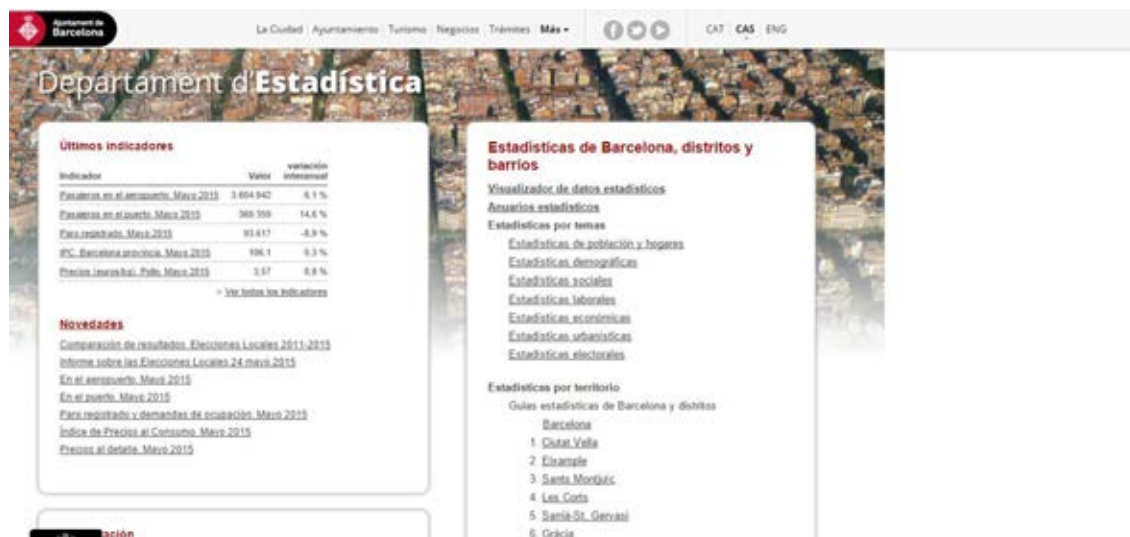 Ajuntament de
Barcelona
La Ciudad Ayuntamiento Turismo Negocios Trámites Más CAT CAS ENG
Departament d'Estadística
Últimos indicadores
Indicador Valor variación interanual
Pasajeros en el aeropuerto. Mayo 2015 3.604.942 6,1 %
Pasajeros en el puerto. Mayo 2015 369.359 14,6 %
Paro registrado. Mayo 2015 93.617 -8,9 %
IPC. Barcelona provincia. Mayo 2015 106,1 0,3 %
Precios (euros/kg). Pollo. Mayo 2015 3,57 0,8 %
» Ver todos los indicadores
Novedades
Comparación de resultados. Elecciones Locales 2011-2015
Informe sobre las Elecciones Locales 24 mayo 2015
En el aeropuerto. Mayo 2015
En el puerto. Mayo 2015
Paro registrado y demandas de ocupación. Mayo 2015
Índice de Precios al Consumo. Mayo 2015
Precios al detalle. Mayo 2015
Estadísticas de Barcelona, distritos y
barrios
Visualizador de datos estadísticos
Anuarios estadísticos
Estadísticas por temas
Estadísticas de población y hogares
Estadísticas demográficas
Estadísticas sociales
Estadísticas laborales
Estadísticas económicas
Estadísticas urbanísticas
Estadísticas electorales
Estadísticas por territorio
Guías estadísticas de Barcelona y distritos
Barcelona
1. Ciutat Vella
2. Eixample
3. Sants Montjuïc
4. Les Corts
5. Sarrià-St. Gervasi
6. Gràcia